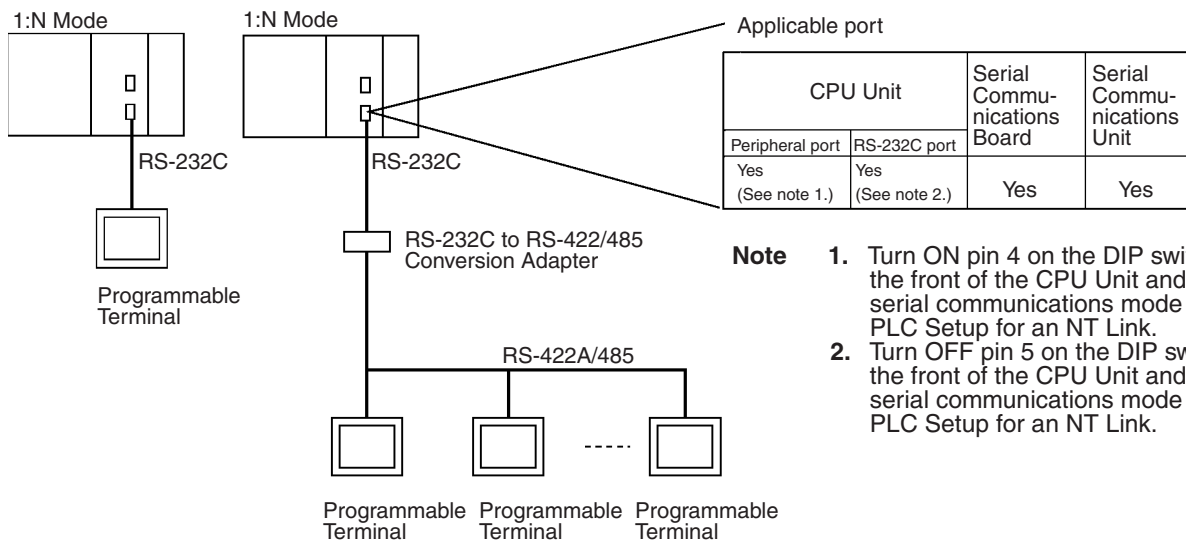 1:N Mode
1:N Mode
Applicable port
CPU Unit
Serial
Commu-
nications
Board
Serial
Commu-
nications
Unit
Peripheral port
RS-232C port
Yes
(See note 1.)
Yes
(See note 2.)
Yes
Yes
RS-232C
RS-232C
RS-232C to RS-422/485
Conversion Adapter
Programmable
Terminal
Note
1. Turn ON pin 4 on the DIP
the front of the CPU Unit and
serial communications mode
PLC Setup for an NT Link.
2. Turn OFF pin 5 on the DIP
the front of the CPU Unit and
serial communications mode
PLC Setup for an NT Link.
RS-422A/485
Programmable
Terminal
Programmable
Terminal
Programmable
Terminal